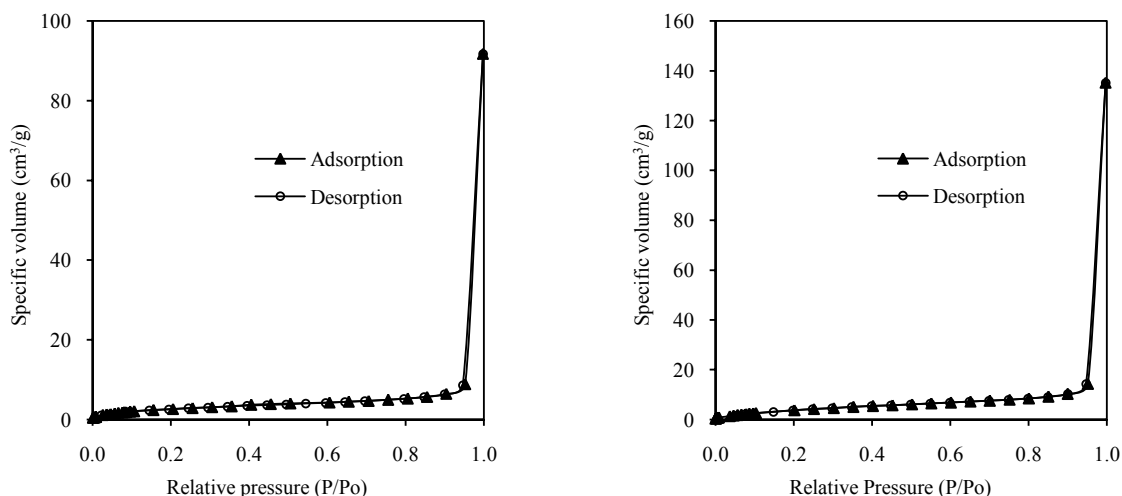 100
80
60
40
20
0
Specific volume (cm³/g)
Adsorption
Desorption
0.0 0.2 0.4 0.6 0.8 1.0
Relative pressure (P/Po)
160
140
120
100
80
60
40
20
0
Specific volume (cm³/g)
Adsorption
Desorption
0.0 0.2 0.4 0.6 0.8 1.0
Relative Pressure (P/Po)